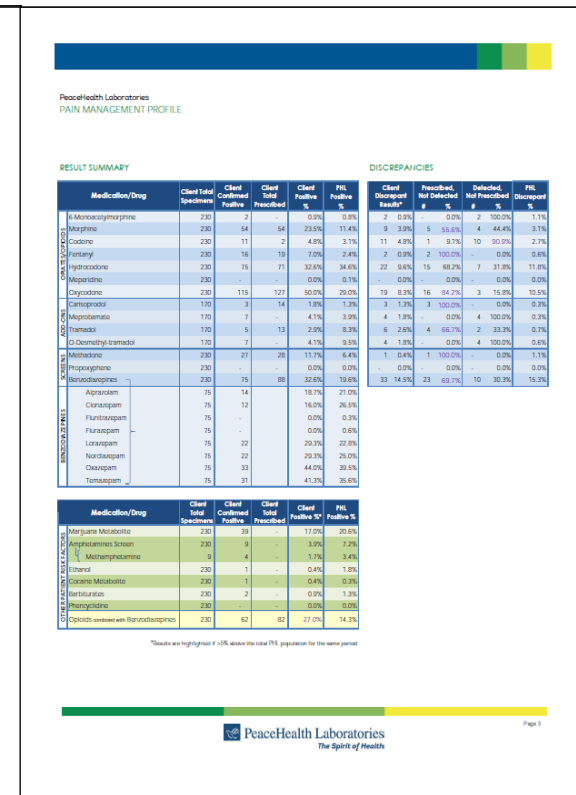 PeaceHealth Laboratories
PAIN MANAGEMENT PROFILE
RESULT SUMMARY
Medication/Drug Client Total Specimens Client Confirmed Positive Client Total Prescribed Client Positive % PHL Positive %
OPIATES/OPIOIDS
6-Monoacetylmorphine 230 2 - 0.9% 0.8%
Morphine 230 54 54 23.5% 11.4%
Codeine 230 11 2 4.8% 3.1%
Fentanyl 230 16 19 7.0% 2.4%
Hydrocodone 230 75 71 32.6% 34.6%
Meperidine 230 - - 0.0% 0.1%
Oxycodone 230 115 127 50.0% 29.0%
ADD-ONS
Carisoprodol 170 3 14 1.8% 1.3%
Meprobamate 170 7 - 4.1% 3.9%
Tramadol 170 5 13 2.9% 8.3%
O-Desmethyl-tramadol 170 7 - 4.1% 9.5%
SCREENS
Methadone 230 27 28 11.7% 6.4%
Propoxyphene 230 - - 0.0% 0.0%
Benzodiazepines 230 75 88 32.6% 19.6%
BENZODIAZEPINES
Alprazolam 75 14 18.7% 21.0%
Clonazepam 75 12 16.0% 26.5%
Flunitrazepam 75 - - 0.0% 0.3%
Flurazepam 75 - - 0.0% 0.6%
Lorazepam 75 22 29.3% 22.8%
Nordiazepam 75 22 29.3% 25.0%
Oxazepam 75 33 44.0% 39.5%
Temazepam 75 31 41.3% 35.6%
DISCREPANCIES
Client Discrepant Results* Prescribed, Not Detected # % Detected, Not Prescribed # % PHL Discrepant %
2 0.9% - 0.0% 2 100.0% 1.1%
9 3.9% 5 55.6% 4 44.4% 3.1%
11 4.8% 1 9.1% 10 90.9% 2.7%
2 0.9% 2 100.0% - 0.0% 0.6%
22 9.6% 15 68.2% 7 31.8% 11.8%
- 0.0% - 0.0% - 0.0% 0.0%
19 8.3% 16 84.2% 3 15.8% 10.5%
3 1.3% 3 100.0% - 0.0% 0.3%
4 1.8% - 0.0% 4 100.0% 0.3%
6 2.6% 4 66.7% 2 33.3% 0.7%
4 1.8% - 0.0% 4 100.0% 0.6%
1 0.4% 1 100.0% - 0.0% 1.1%
- 0.0% - 0.0% - 0.0% 0.0%
33 14.5% 23 69.7% 10 30.3% 15.3%
Medication/Drug Client Total Specimens Client Confirmed Positive Client Total Prescribed Client Positive %* PHL Positive %
OTHER PATIENT RISK FACTORS
Marijuana Metabolite 230 39 - 17.0% 20.6%
Amphetamines Screen 230 9 - 3.9% 7.2%
Methamphetamine 9 4 - 1.7% 3.4%
Ethanol 230 1 - 0.4% 1.8%
Cocaine Metabolite 230 1 - 0.4% 0.3%
Barbiturates 230 2 - 0.9% 1.3%
Phencyclidine 230 - - 0.0% 0.0%
Opioids combined with Benzodiazepines 230 62 82 27.0% 14.3%
*Results are highlighted if >5% above the total PHL population for the same period
PeaceHealth Laboratories
The Spirit of Health
Page 3